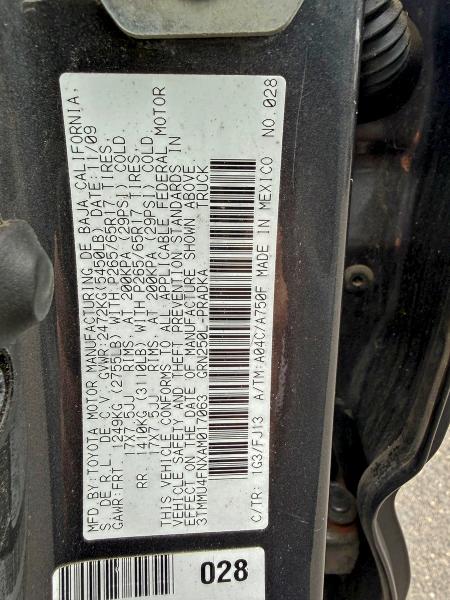 MFD.BY:TOYOTA MOTOR MANUFACTURING DE BAJA CALIFORNIA,
S. DE R.L. DE C.V. GVWR:2472KG(5450LB).DATE:11/09
GAWR:FRT. 1249KG (2755LB) WITH P265/65R17 TIRES,
17X7.5JJ RIMS, AT 200KPA (29PSI) COLD.
RR. 1410KG (3110LB) WITH P265/65R17 TIRES,
17X7.5JJ RIMS, AT 200KPA (29PSI) COLD.
THIS VEHICLE CONFORMS TO ALL APPLICABLE FEDERAL MOTOR
VEHICLE SAFETY AND THEFT PREVENTION STANDARDS IN
EFFECT ON THE DATE OF MANUFACTURE SHOWN ABOVE.
3TMMU4FNXAM017063 GRN250L-PRADKA TRUCK
C/TR: 1G3/FJ13 A/TM:A04C/A750F MADE IN MEXICO NO.028
028